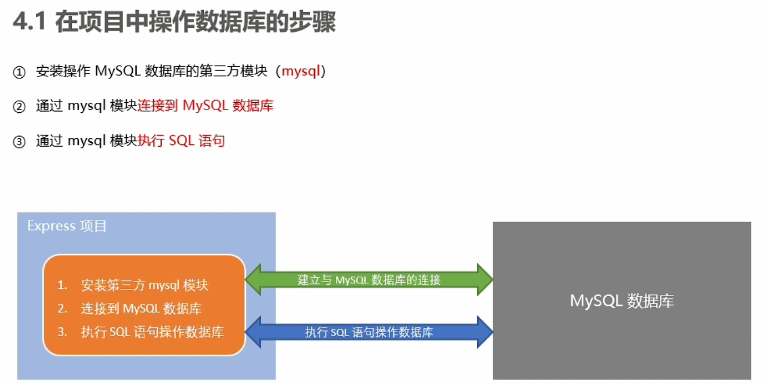 4.1 在项目中操作数据库的步骤
① 安装操作 MySQL 数据库的第三方模块（mysql）
② 通过 mysql 模块连接到 MySQL 数据库
③ 通过 mysql 模块执行 SQL 语句
Express 项目
1. 安装第三方 mysql 模块
2. 连接到 MySQL 数据库
3. 执行 SQL 语句操作数据库
建立与 MySQL 数据库的连接
执行 SQL 语句操作数据库
MySQL 数据库